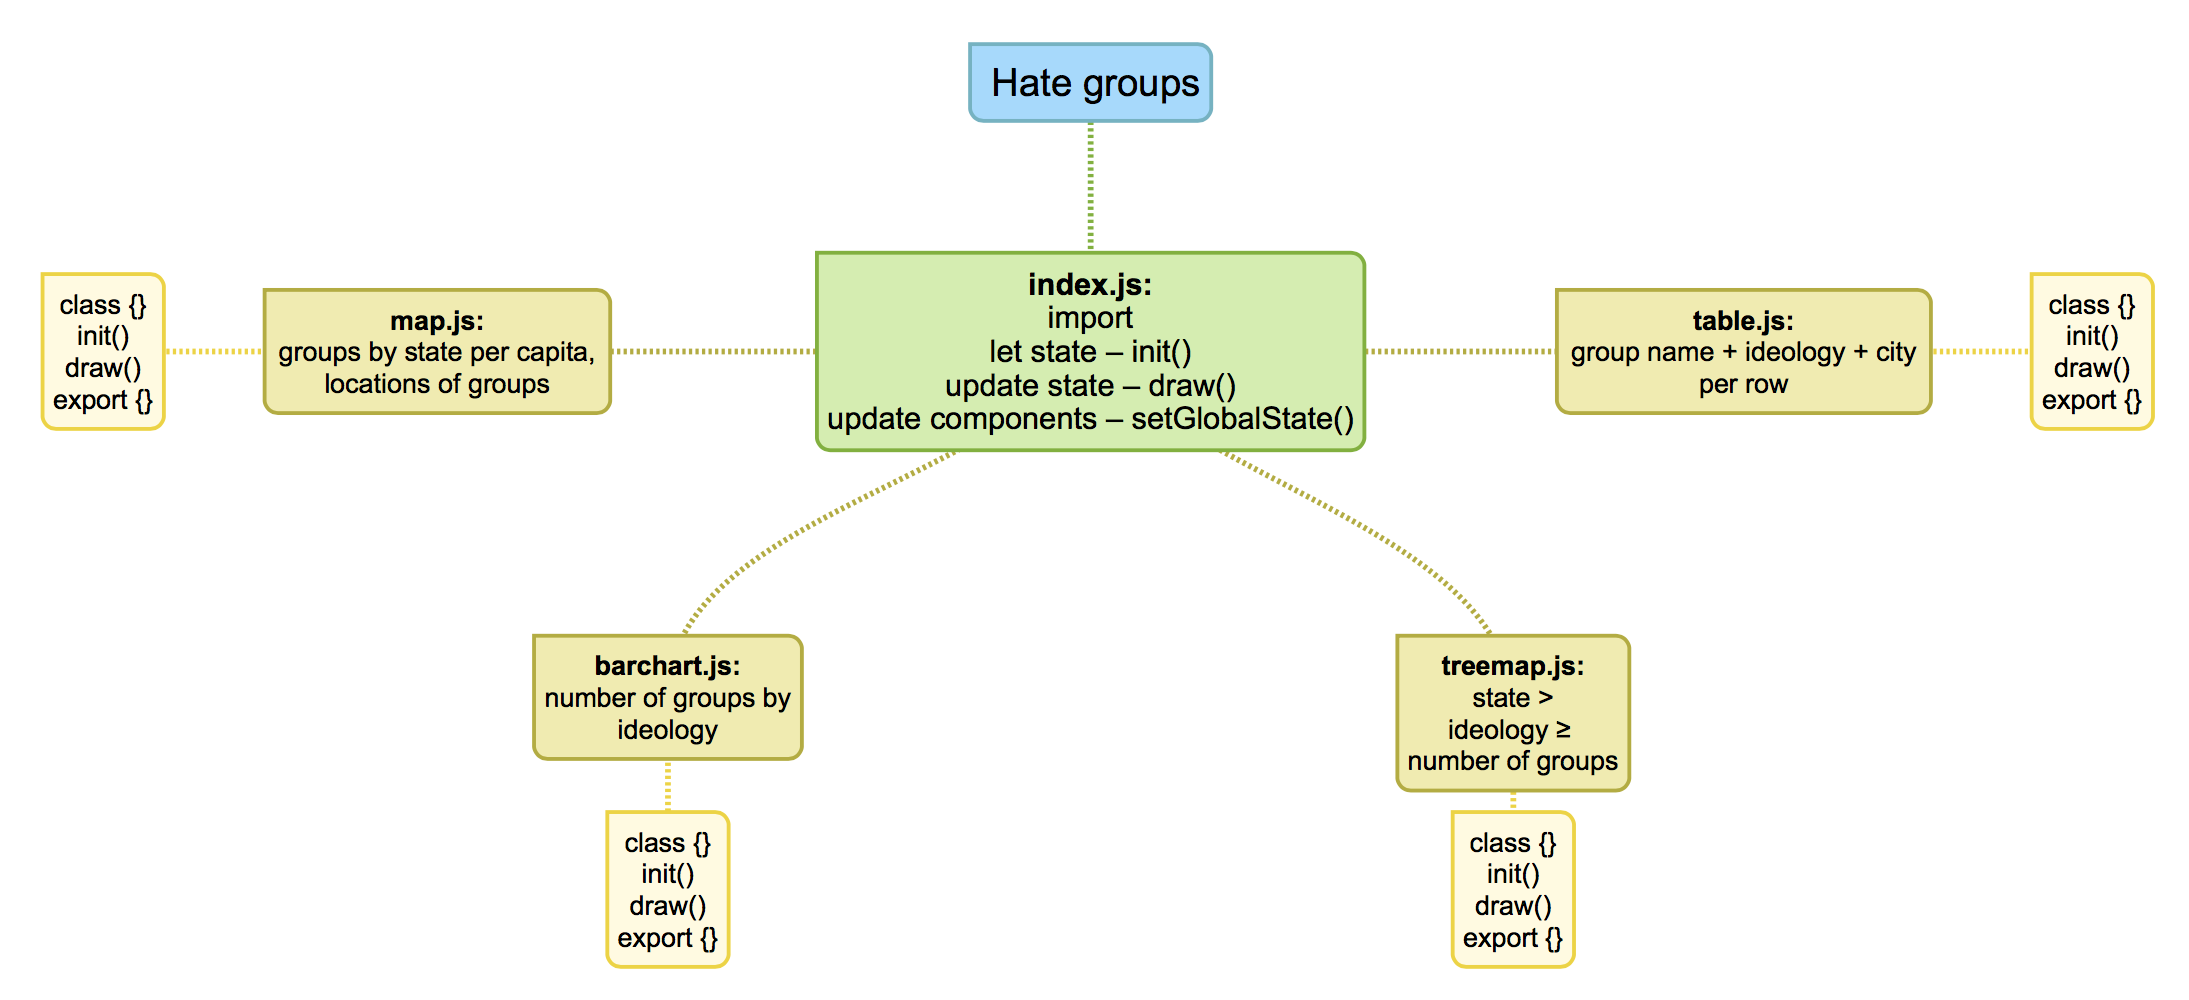 Hate groups
index.js:
import
let state – init()
update state – draw()
update components – setGlobalState()
class {}
init()
draw()
export {}
map.js:
groups by state per capita,
locations of groups
table.js:
group name + ideology + city
per row
class {}
init()
draw()
export {}
barchart.js:
number of groups by
ideology
class {}
init()
draw()
export {}
treemap.js:
state >
ideology ≥
number of groups
class {}
init()
draw()
export {}